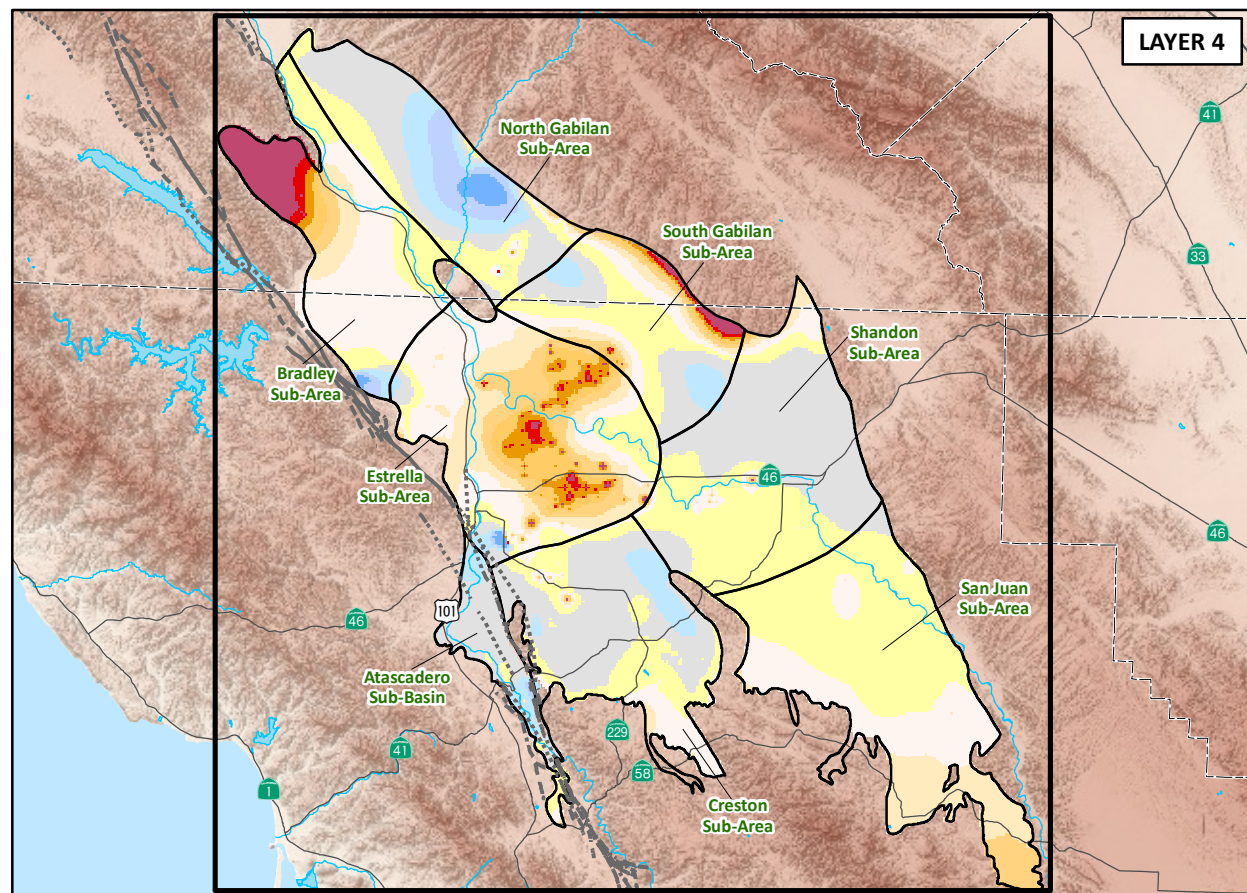 LAYER 4
41
North Gabilan
Sub-Area
South Gabilan
Sub-Area
33
Shandon
Sub-Area
Bradley
Sub-Area
Estrella
Sub-Area
46
46
San Juan
Sub-Area
101
46
Atascadero
Sub-Basin
229
41
58
1
Creston
Sub-Area